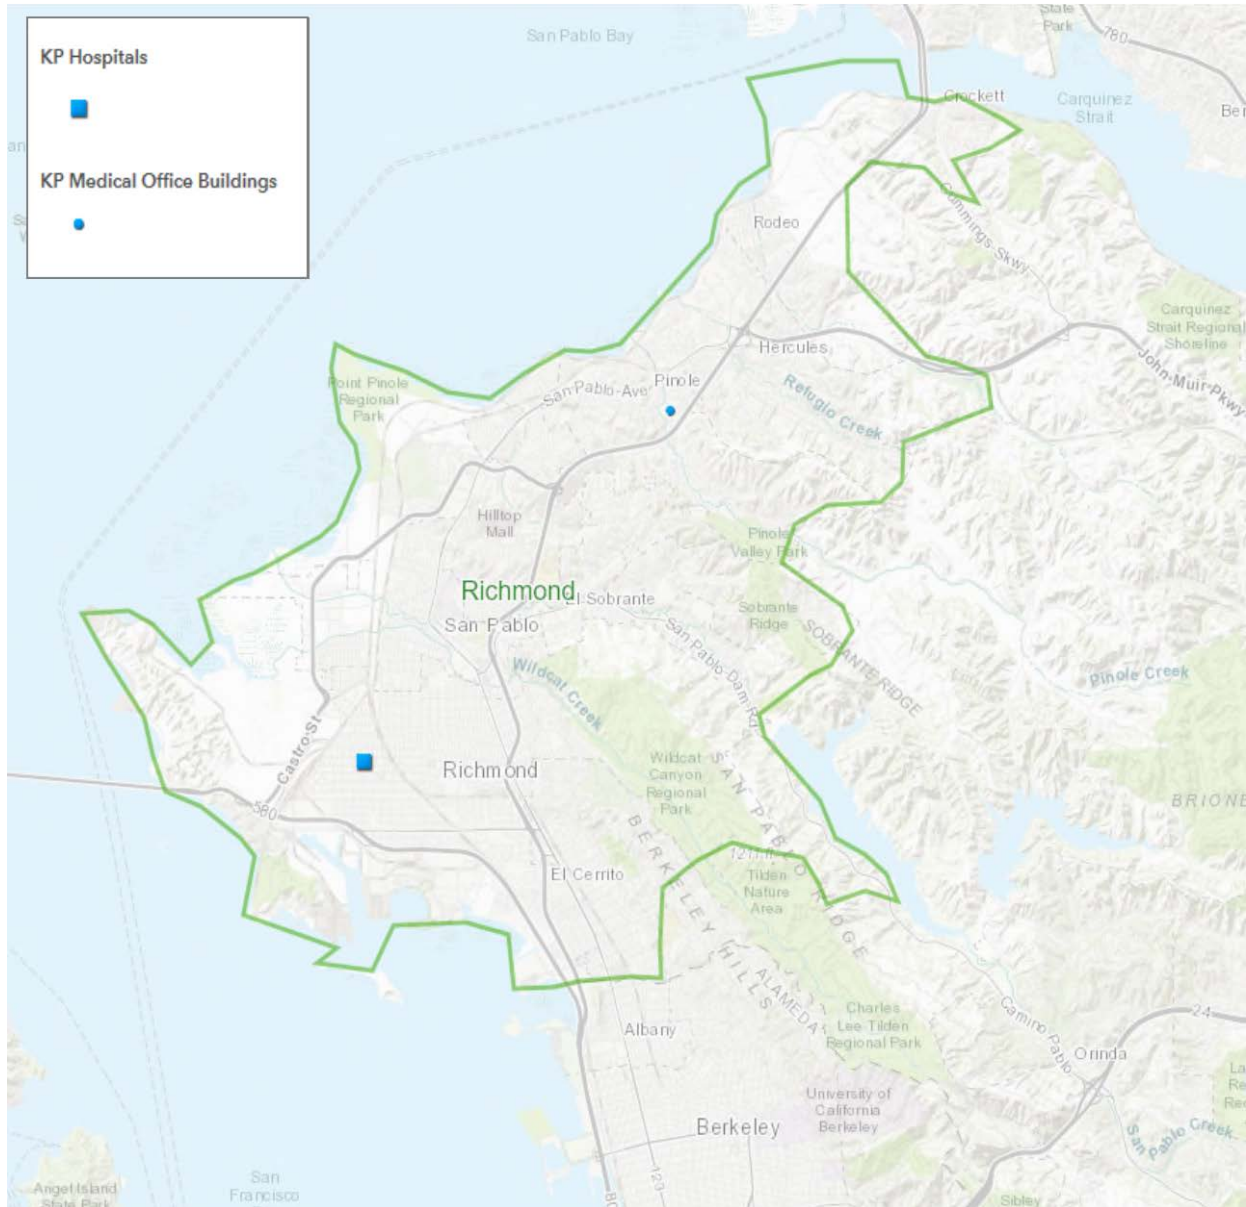 KP Hospitals
KP Medical Office Buildings
San Pablo Bay
State
Park
780
Crockett
Carquinez
Strait
Rodeo
Cummings-Skwy
Carquinez
Strait Regional
Shoreline
John-Muir-Pkwy
Hercules
Pinole
San-Pablo-Ave
Point Pinole
Regional
Park
Refugio Creek
Hilltop
Mall
Pinole
Valley Park
Richmond
El Sobrante
San Pablo
Sobrante
Ridge
SOBRANTE RIDGE
San-Pablo-Dam-Rd
Wildcat Creek
Pinole Creek
Castro-St
Wildcat
Canyon
Regional
Park
Richmond
580
SAN PABLO RIDGE
BERKELEY HILLS
1211 ft
Tilden
Nature
Area
El Cerrito
ALAMEDA
Albany
Charles
Lee Tilden
Regional Park
Camino Pablo
24
Orinda
University of
California
Berkeley
Berkeley
San Pablo Creek
San
Francisco
Angel Island
State Park
123
80
Sibley